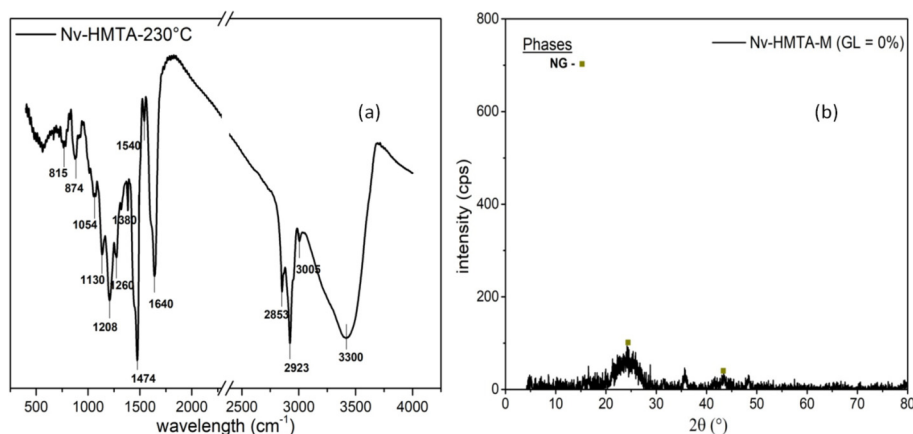 Nv-HMTA-230°C
(a)
815
874
1054
1130
1208
1260
1380
1474
1540
1640
2853
2923
3005
3300
500 1000 1500 2000 2500 3000 3500 4000
wavelength (cm⁻¹)
Phases
NG -
Nv-HMTA-M (GL = 0%)
(b)
intensity (cps)
800
600
400
200
0
0 10 20 30 40 50 60 70 80
2θ (°)